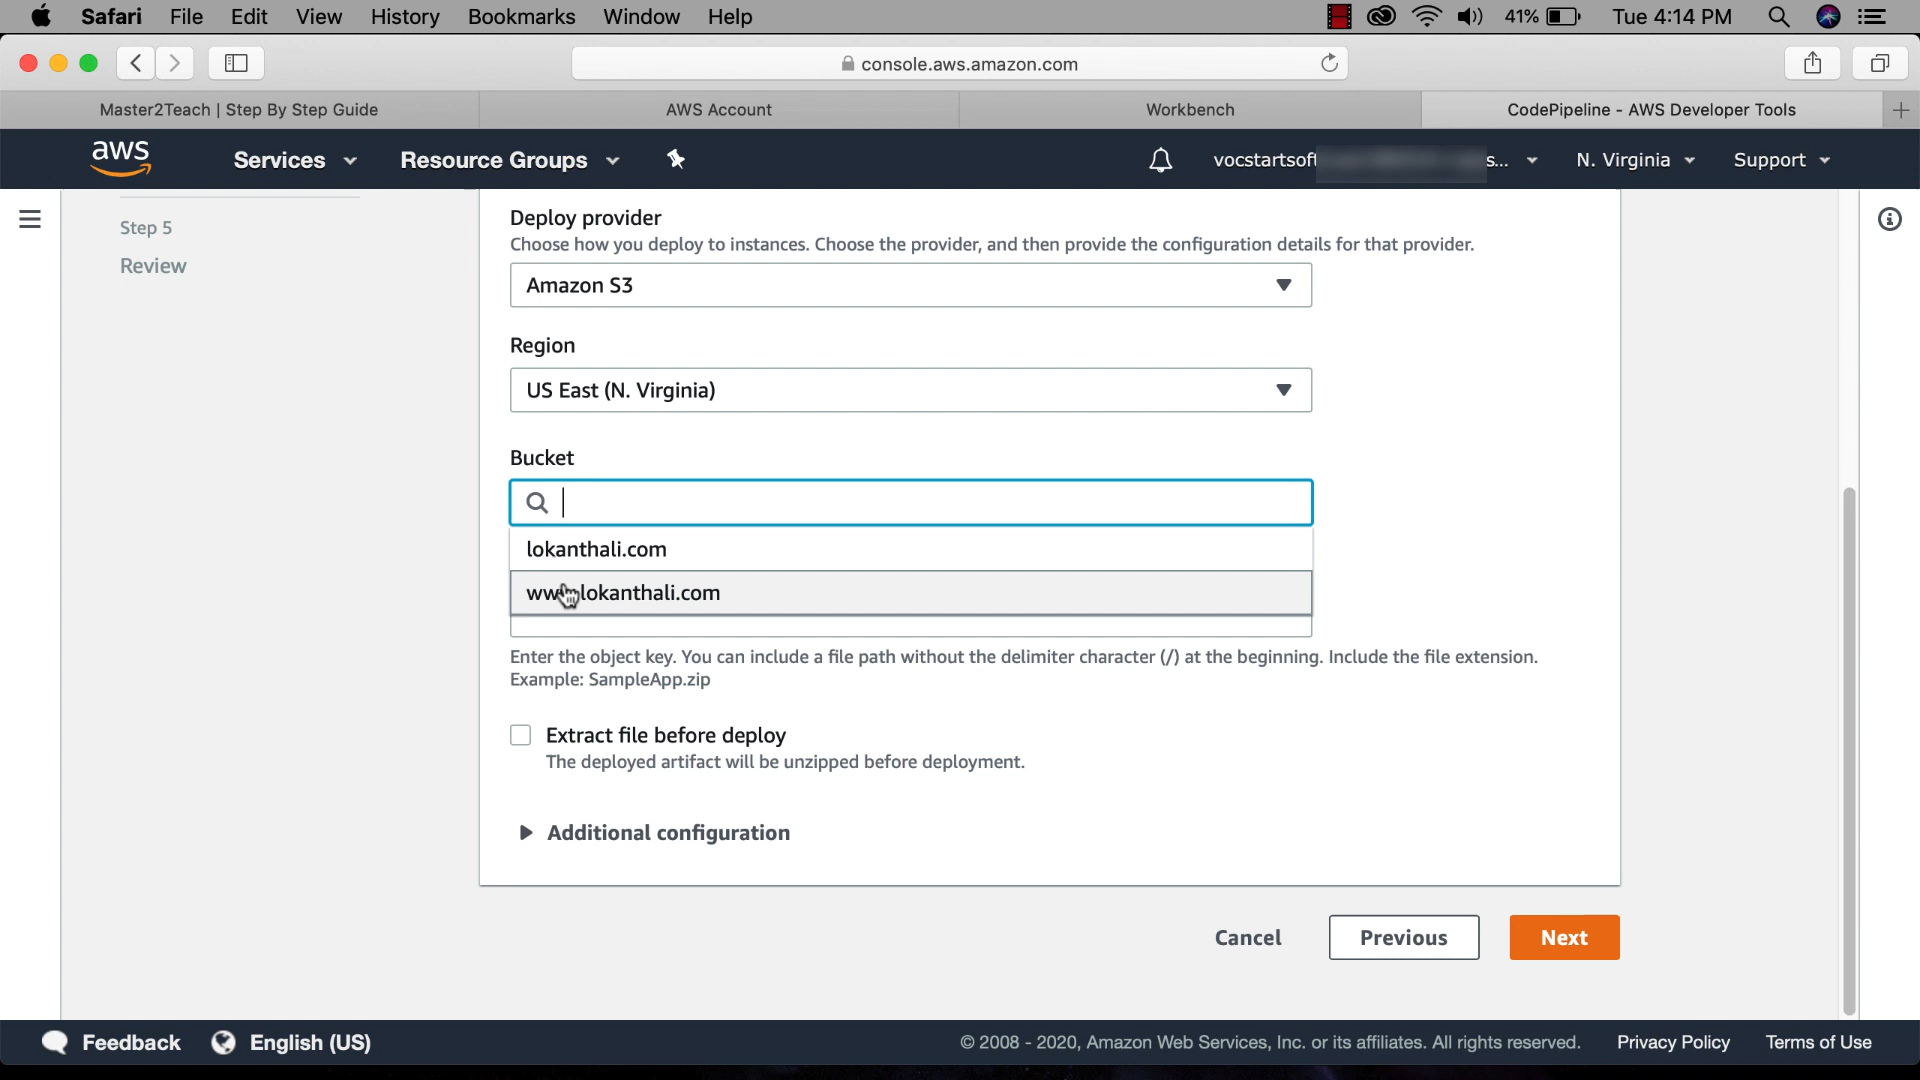 Safari File Edit View History Bookmarks Window Help 41% Tue 4:14 PM
console.aws.amazon.com
Master2Teach | Step By Step Guide AWS Account Workbench CodePipeline - AWS Developer Tools
aws Services Resource Groups vocstartsoft s... N. Virginia Support
Step 5
Review
Deploy provider
Choose how you deploy to instances. Choose the provider, and then provide the configuration details for that provider.
Amazon S3
Region
US East (N. Virginia)
Bucket
lokanthali.com
www.lokanthali.com
Enter the object key. You can include a file path without the delimiter character (/) at the beginning. Include the file extension.
Example: SampleApp.zip
Extract file before deploy
The deployed artifact will be unzipped before deployment.
Additional configuration
Cancel Previous Next
Feedback English (US) © 2008 - 2020, Amazon Web Services, Inc. or its affiliates. All rights reserved. Privacy Policy Terms of Use